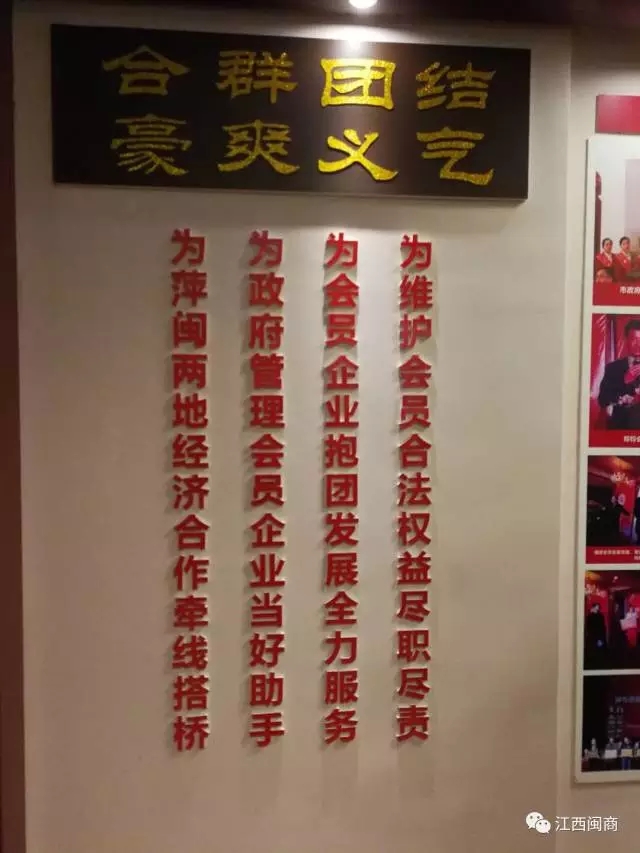 合群团结
豪爽义气
为维护会员合法权益尽职尽责
为会员企业抱团发展全力服务
为政府管理会员企业当好助手
为萍闽两地经济合作牵线搭桥
市政府
江西闽商